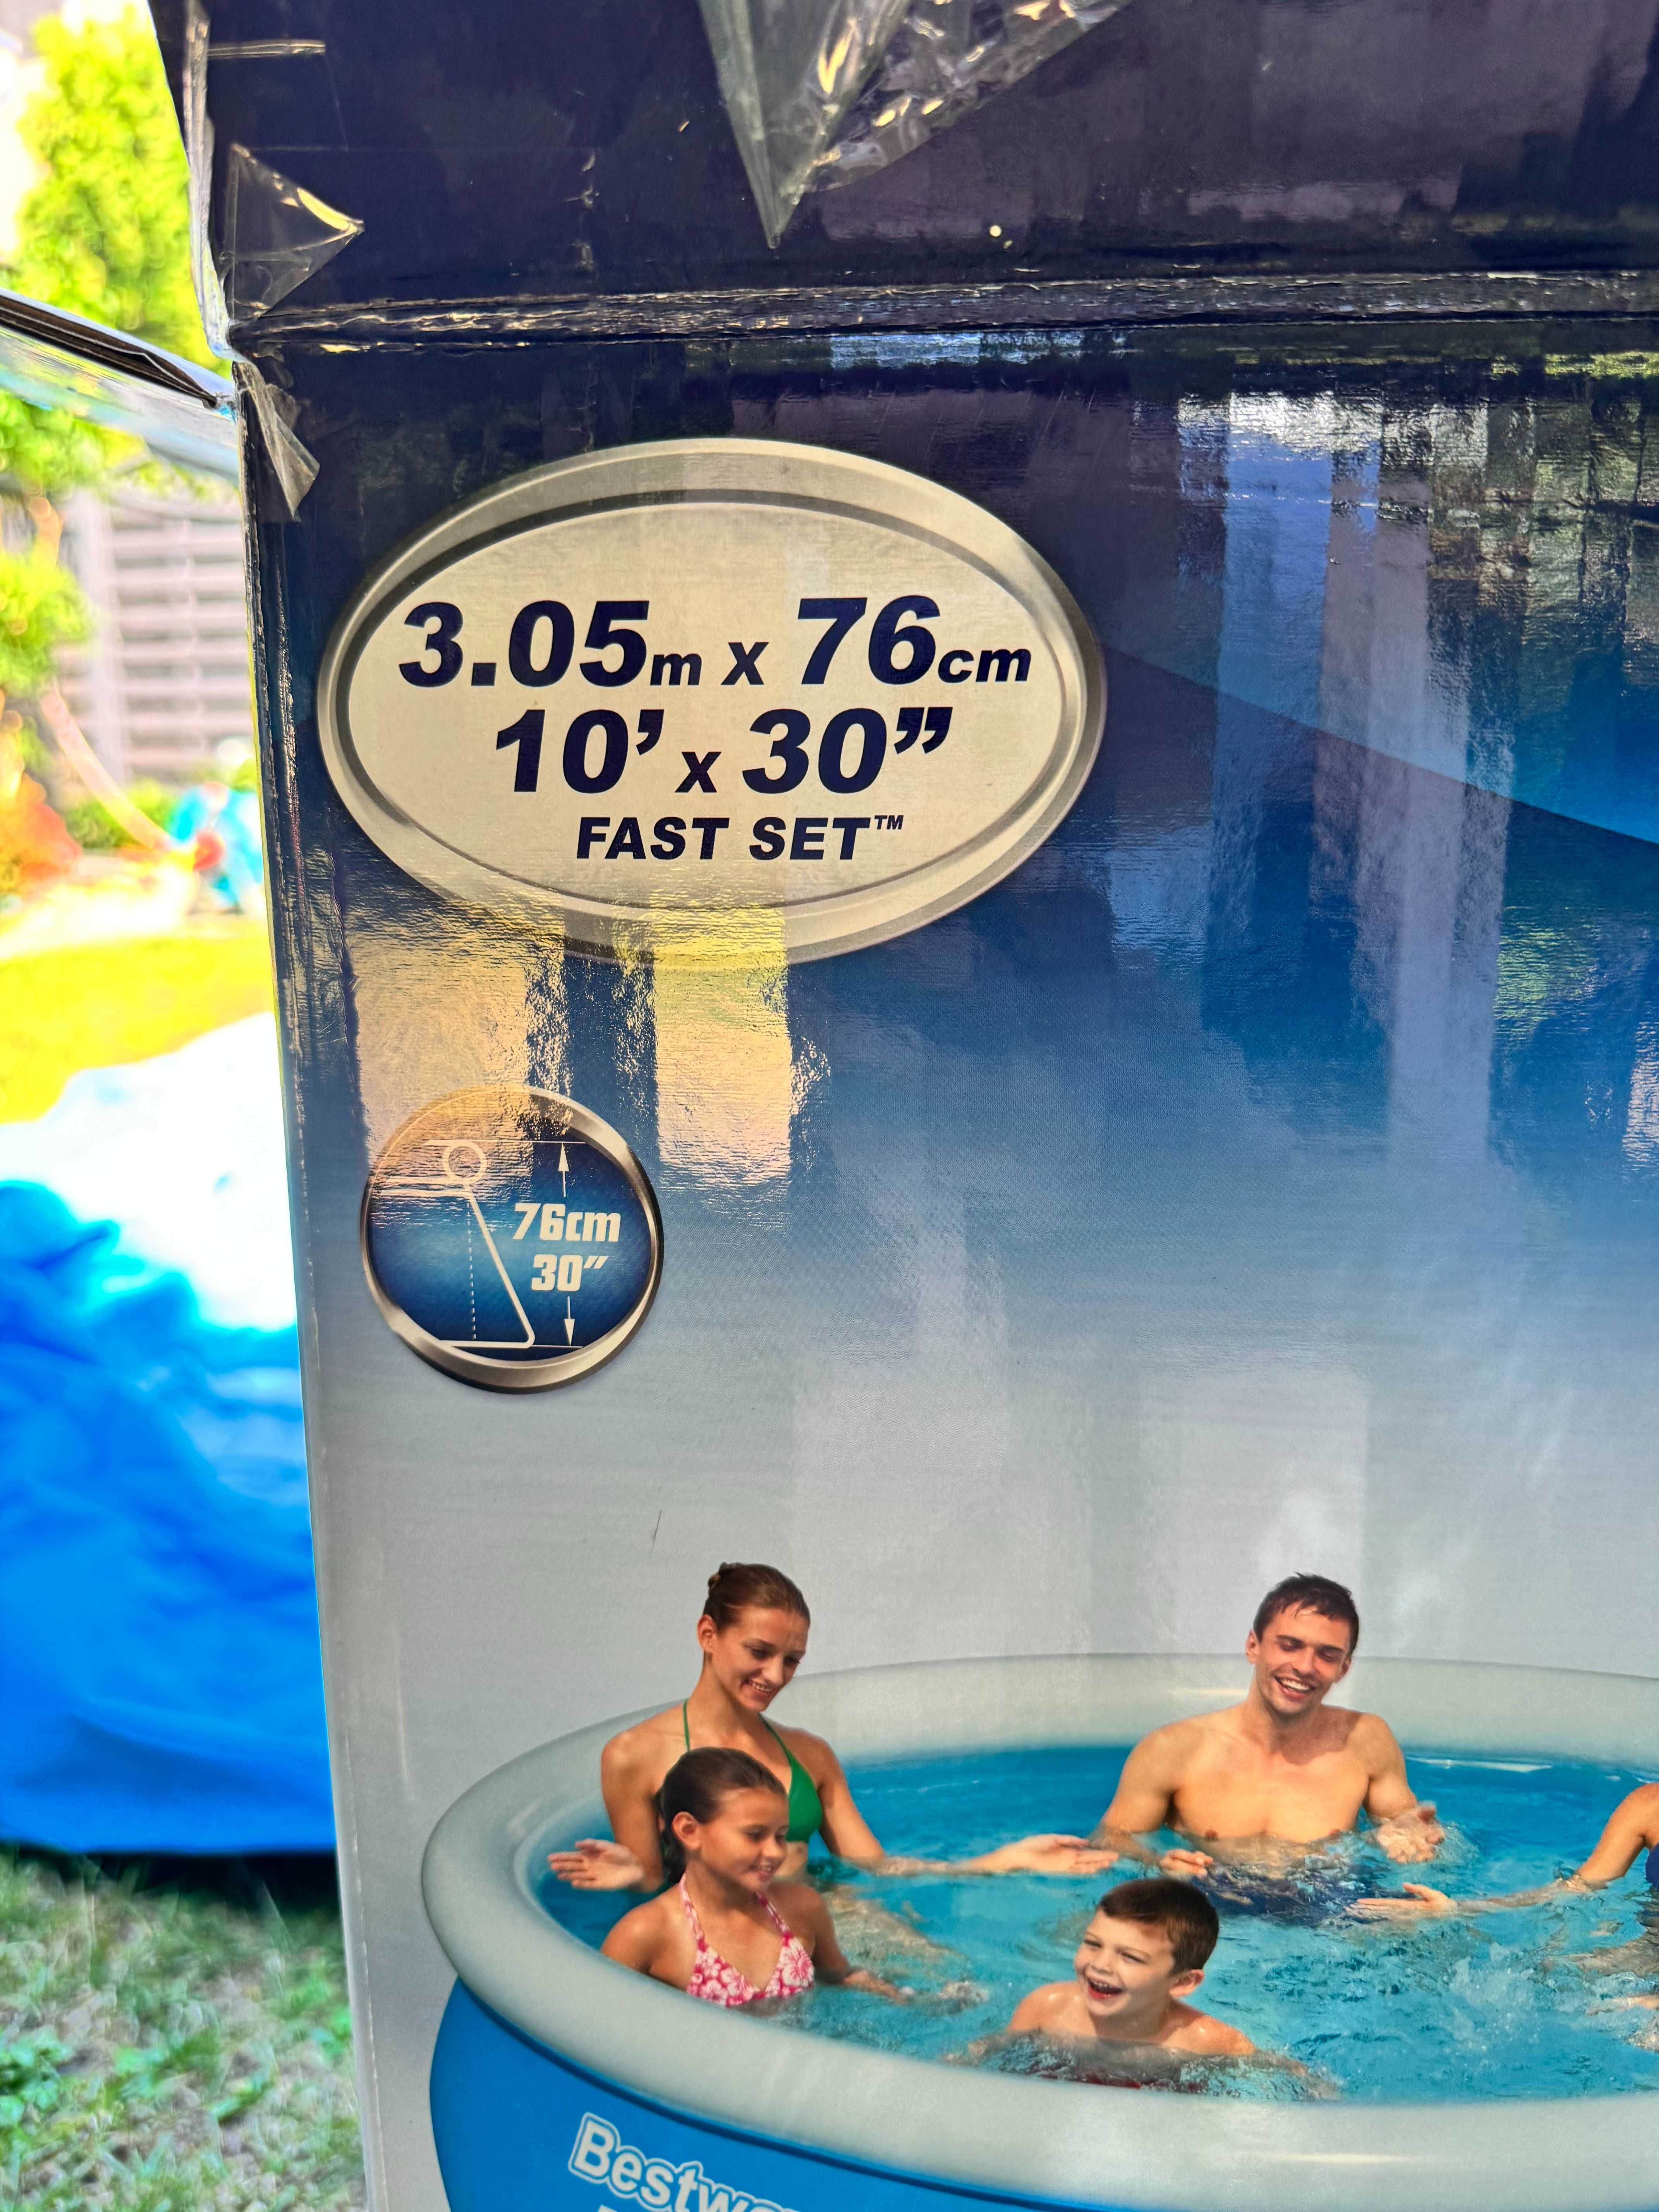 3.05m x 76cm
10’ x 30”
FAST SET™
76cm
30”
Bestwa